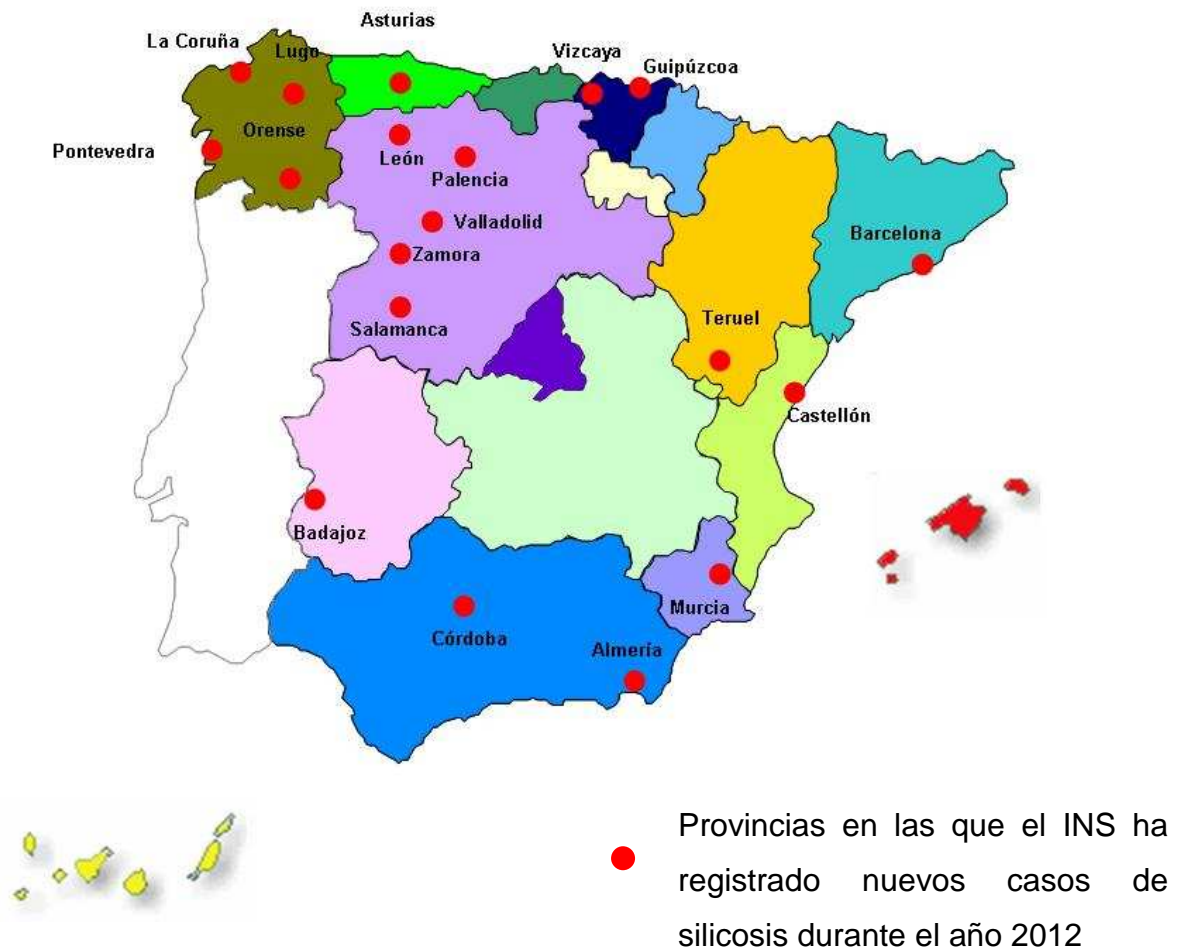 Asturias
La Coruña
Lugo
Vizcaya
Guipúzcoa
Orense
Pontevedra
León
Palencia
Valladolid
Barcelona
Zamora
Salamanca
Teruel
Castellón
Badajoz
Murcia
Córdoba
Almería
Provincias en las que el INS ha
registrado nuevos casos de
silicosis durante el año 2012